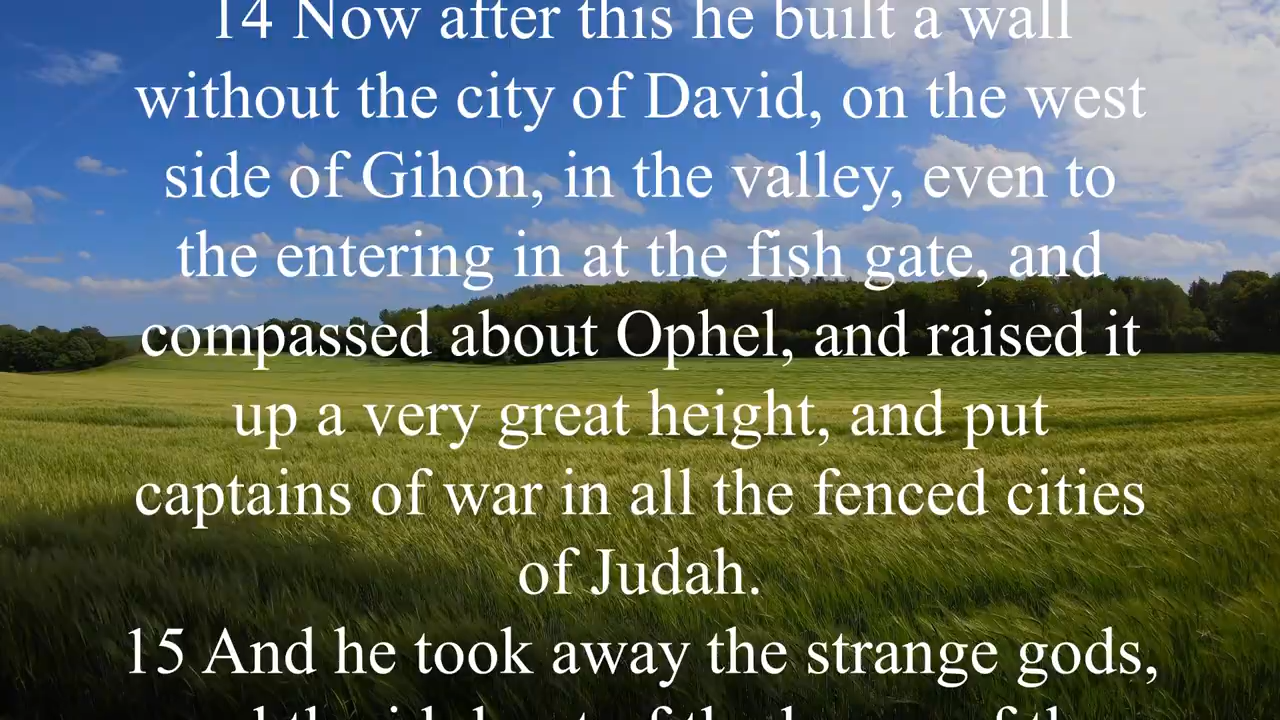 14 Now after this he built a wall
without the city of David, on the west
side of Gihon, in the valley, even to
the entering in at the fish gate, and
compassed about Ophel, and raised it
up a very great height, and put
captains of war in all the fenced cities
of Judah.
15 And he took away the strange gods,